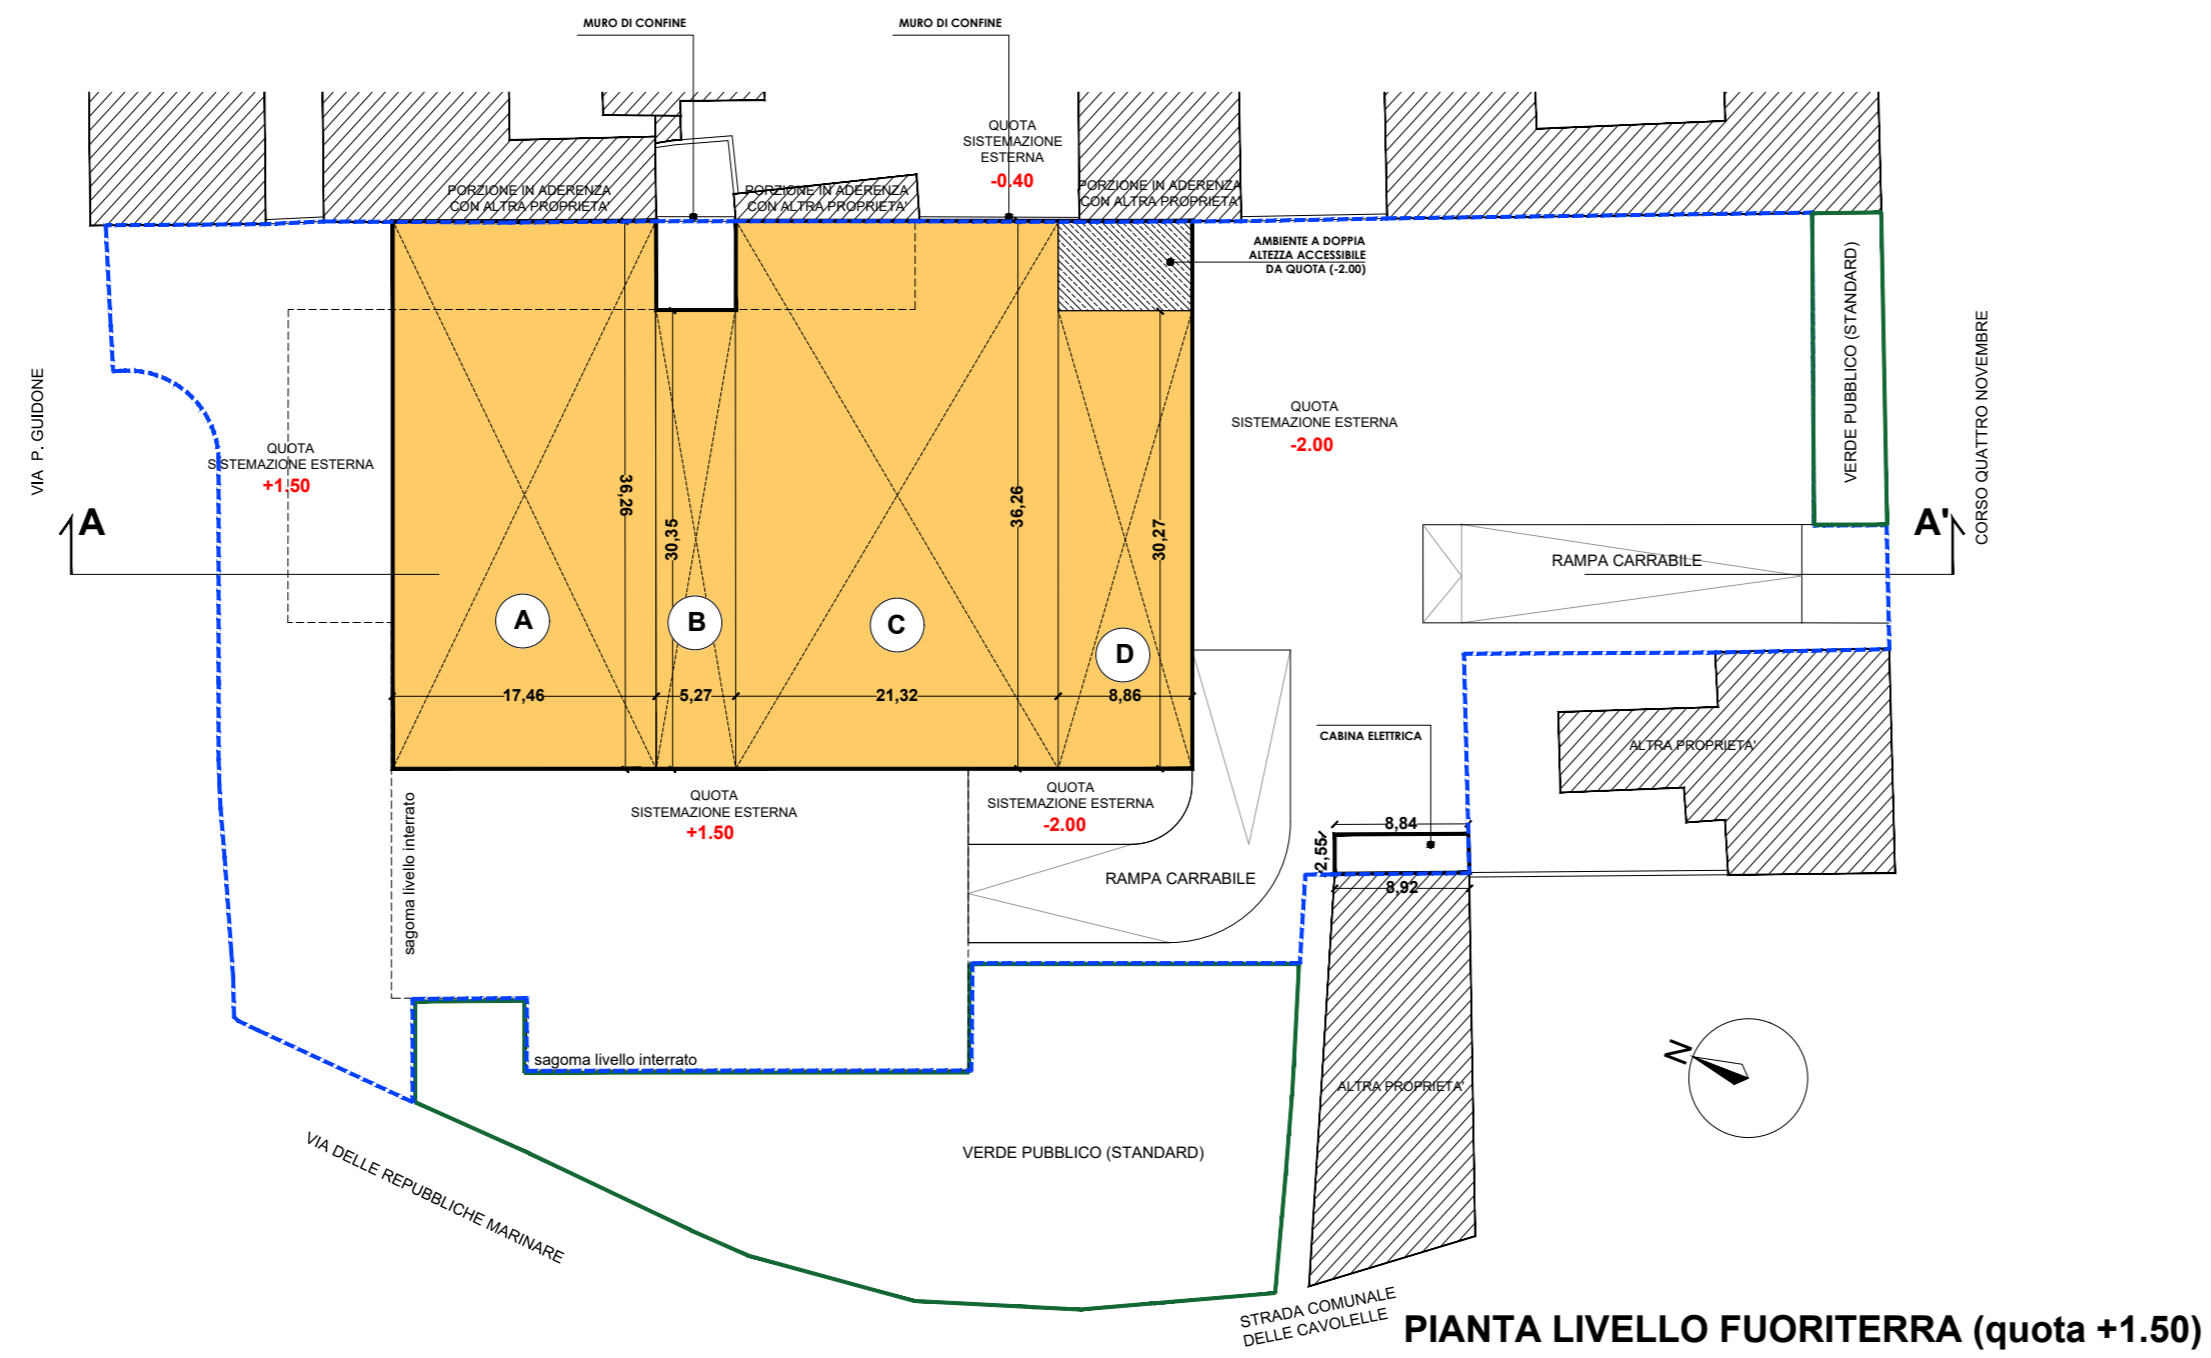 MURO DI CONFINE
MURO DI CONFINE
QUOTA
SISTEMAZIONE
ESTERNA
-0.40
PORZIONE IN ADERENZA
CON ALTRA PROPRIETA'
PORZIONE IN ADERENZA
CON ALTRA PROPRIETA'
PORZIONE IN ADERENZA
CON ALTRA PROPRIETA'
AMBIENTE A DOPPIA
ALTEZZA ACCESSIBILE
DA QUOTA (-2.00)
VERDE PUBBLICO (STANDARD)
CORSO QUATTRO NOVEMBRE
VIA P. GUIDONE
QUOTA
SISTEMAZIONE ESTERNA
+1.50
QUOTA
SISTEMAZIONE ESTERNA
-2.00
36,26
30,35
36,26
30,27
A
A'
RAMPA CARRABILE
A
B
C
D
17,46
5,27
21,32
8,86
CABINA ELETTRICA
ALTRA PROPRIETA'
QUOTA
SISTEMAZIONE ESTERNA
+1.50
QUOTA
SISTEMAZIONE ESTERNA
-2.00
8,84
2,55
8,92
RAMPA CARRABILE
sagoma livello interrato
sagoma livello interrato
ALTRA PROPRIETA'
N
VERDE PUBBLICO (STANDARD)
VIA DELLE REPUBBLICHE MARINARE
STRADA COMUNALE
DELLE CAVOLELLE
PIANTA LIVELLO FUORITERRA (quota +1.50)